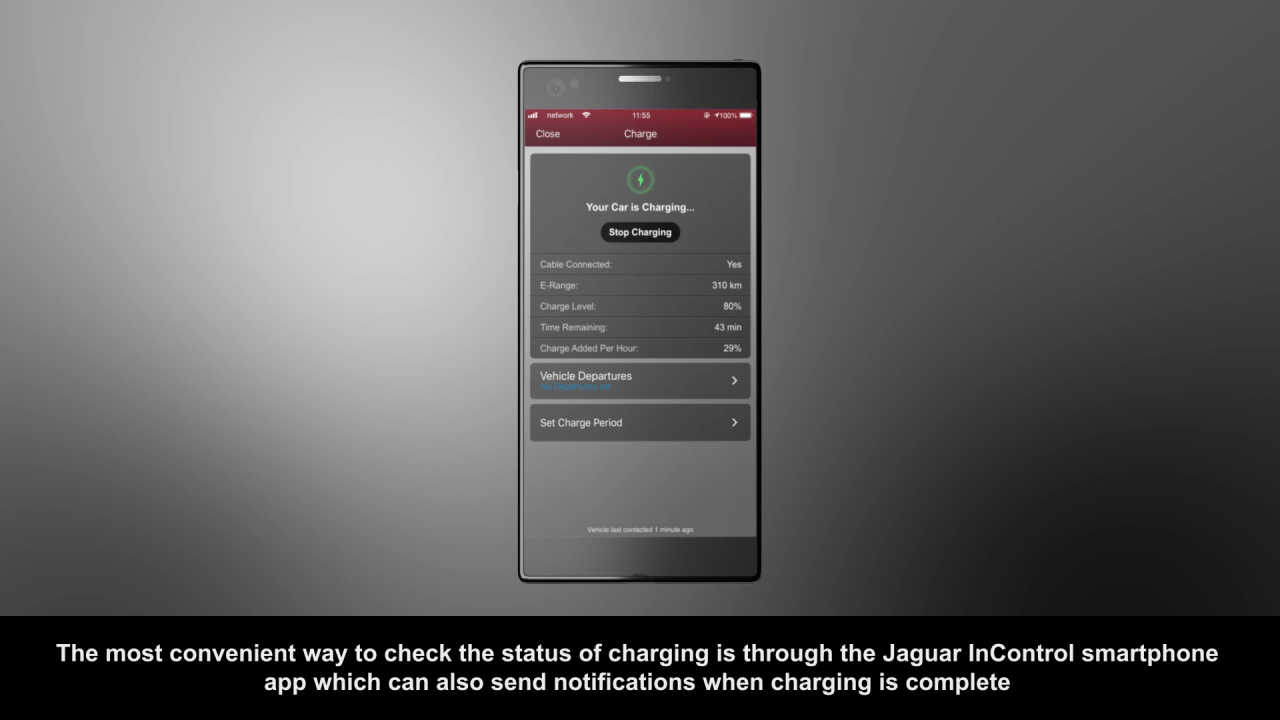 network 11:55 100%
Close Charge
Your Car is Charging...
Stop Charging
Cable Connected: Yes
E-Range: 310 km
Charge Level: 80%
Time Remaining: 43 min
Charge Added Per Hour: 29%
Vehicle Departures
No Departures set
Set Charge Period
Vehicle last contacted 1 minute ago
The most convenient way to check the status of charging is through the Jaguar InControl smartphone
app which can also send notifications when charging is complete